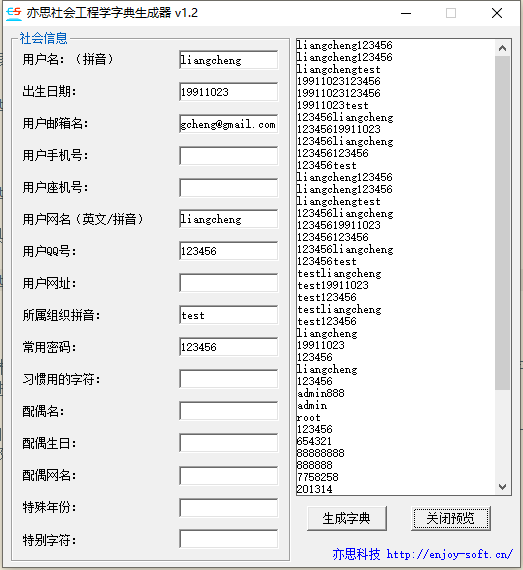 亦思社会工程学字典生成器 v1.2
社会信息
用户名：（拼音） liangcheng
出生日期： 19911023
用户邮箱名： gcheng@gmail.com
用户手机号：
用户座机号：
用户网名（英文/拼音） liangcheng
用户QQ号： 123456
用户网址：
所属组织拼音： test
常用密码： 123456
习惯用的字符：
配偶名：
配偶生日：
配偶网名：
特殊年份：
特别字符：
liangcheng123456
liangcheng123456
liangchengtest
19911023123456
19911023123456
19911023test
123456liangcheng
12345619911023
123456liangcheng
123456123456
123456test
liangcheng123456
liangcheng123456
liangchengtest
123456liangcheng
12345619911023
123456123456
123456liangcheng
123456test
testliangcheng
test19911023
test123456
testliangcheng
test123456
liangcheng
19911023
123456
liangcheng
123456
admin888
admin
root
123456
654321
88888888
888888
7758258
201314
生成字典 关闭预览
亦思科技 http://enjoy-soft.cn/